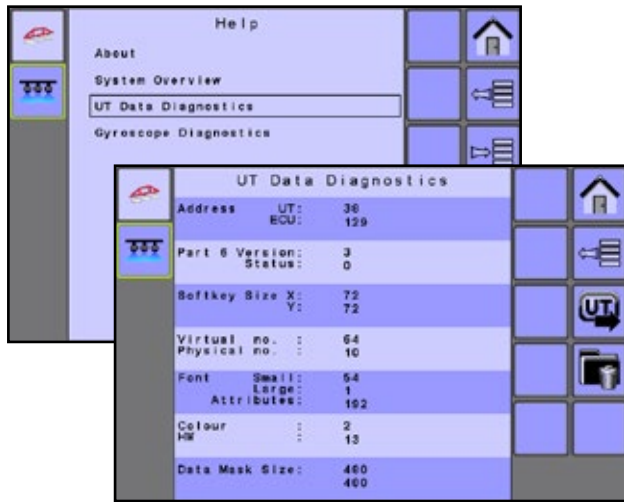 Help
About
System Overview
UT Data Diagnostics
Gyroscope Diagnostics
UT Data Diagnostics
Address UT: 38
ECU: 129
Part 6 Version: 3
Status: 0
Softkey Size X: 72
Y: 72
Virtual no. : 64
Physical no. : 10
Font Small: 54
Large: 1
Attributes: 192
Colour : 2
HW : 13
Data Mask Size: 480
480
UT